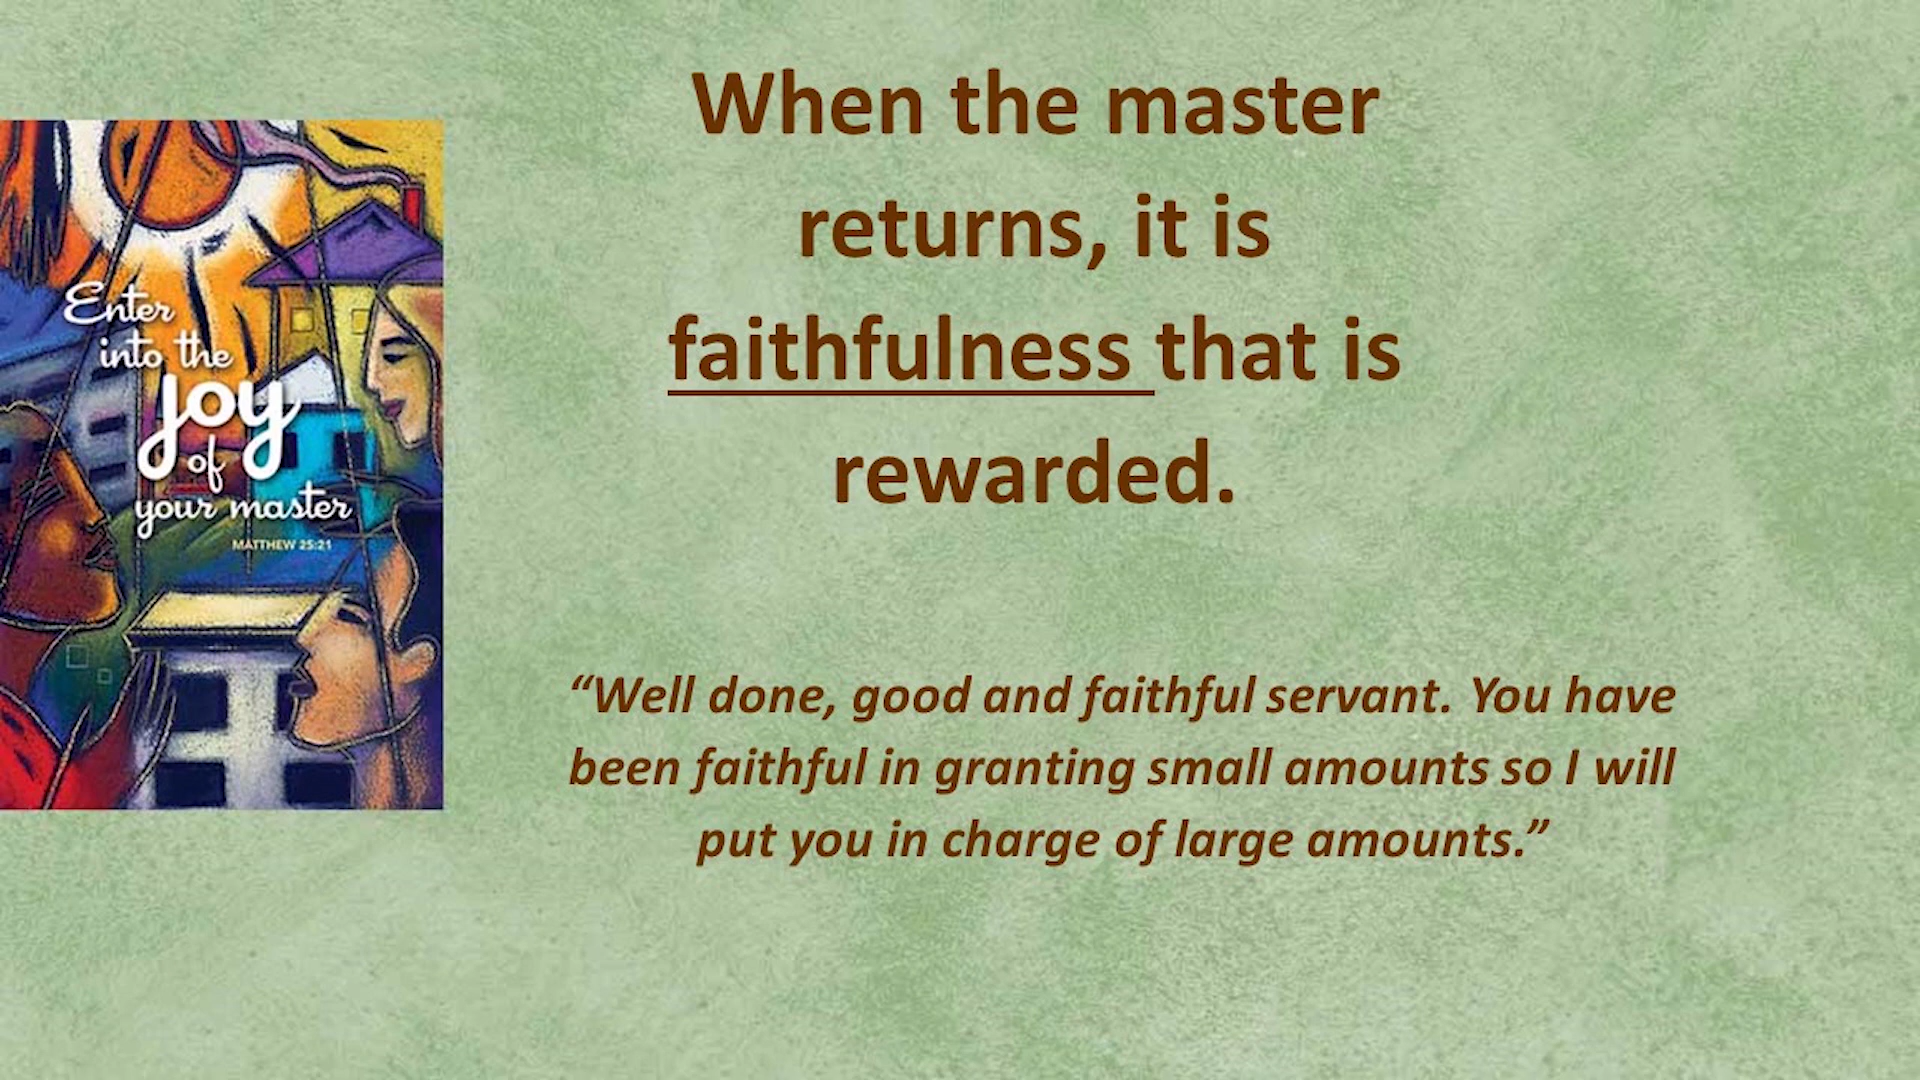 When the master
returns, it is
faithfulness that is
rewarded.
Enter
into the
joy
of
your master
MATTHEW 25:21
“Well done, good and faithful servant. You have
been faithful in granting small amounts so I will
put you in charge of large amounts.”